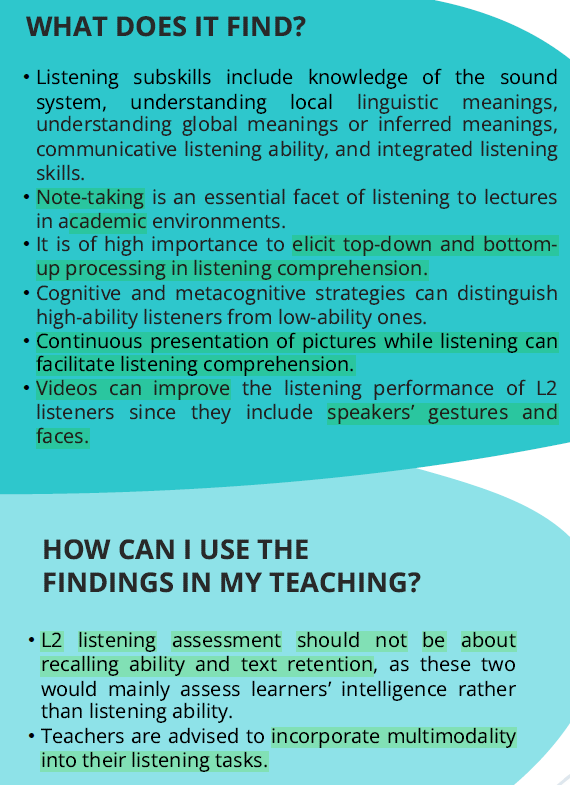 WHAT DOES IT FIND?
• Listening subskills include knowledge of the sound
system, understanding local linguistic meanings,
understanding global meanings or inferred meanings,
communicative listening ability, and integrated listening
skills.
• Note-taking is an essential facet of listening to lectures
in academic environments.
• It is of high importance to elicit top-down and bottom-
up processing in listening comprehension.
• Cognitive and metacognitive strategies can distinguish
high-ability listeners from low-ability ones.
• Continuous presentation of pictures while listening can
facilitate listening comprehension.
• Videos can improve the listening performance of L2
listeners since they include speakers’ gestures and
faces.
HOW CAN I USE THE
FINDINGS IN MY TEACHING?
• L2 listening assessment should not be about
recalling ability and text retention, as these two
would mainly assess learners’ intelligence rather
than listening ability.
• Teachers are advised to incorporate multimodality
into their listening tasks.